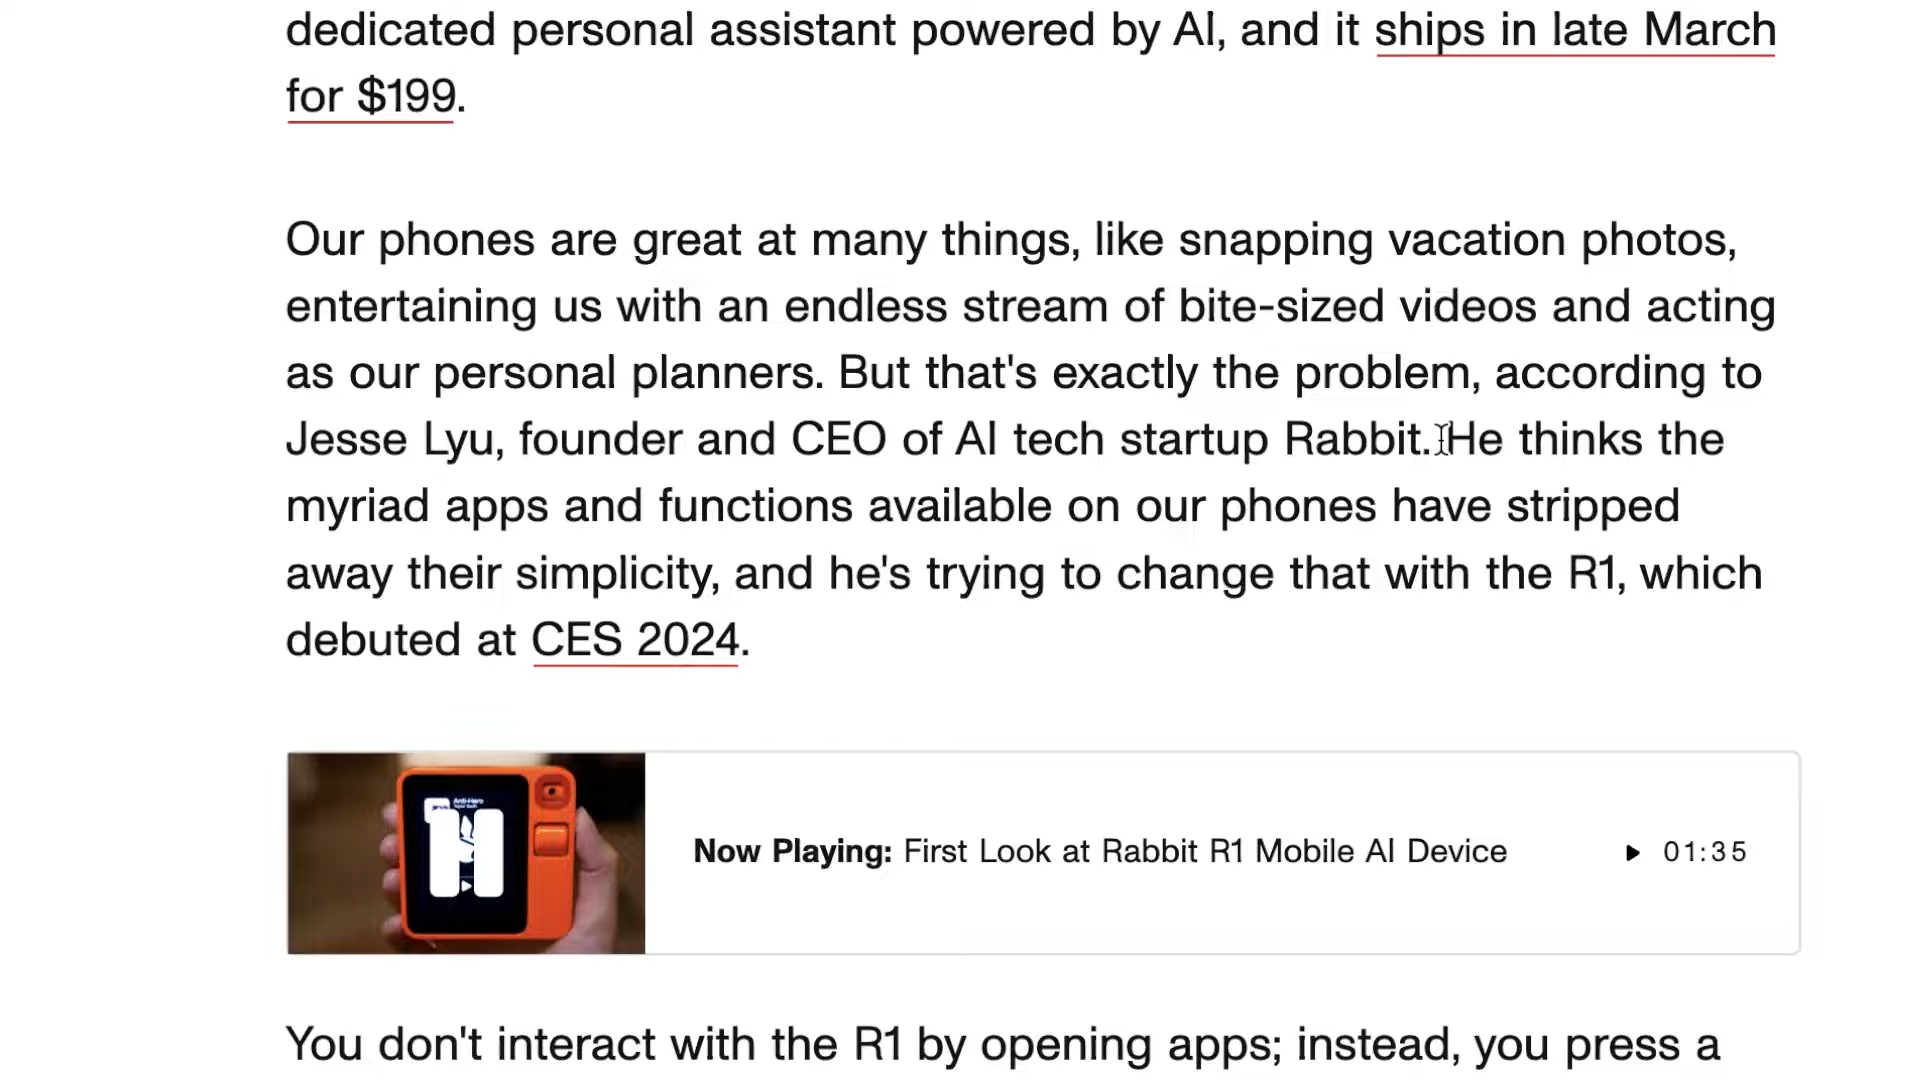 dedicated personal assistant powered by AI, and it ships in late March
for $199.
Our phones are great at many things, like snapping vacation photos,
entertaining us with an endless stream of bite-sized videos and acting
as our personal planners. But that's exactly the problem, according to
Jesse Lyu, founder and CEO of AI tech startup Rabbit. He thinks the
myriad apps and functions available on our phones have stripped
away their simplicity, and he's trying to change that with the R1, which
debuted at CES 2024.
Anti-Hero
Now Playing: First Look at Rabbit R1 Mobile AI Device
01:35
You don't interact with the R1 by opening apps; instead, you press a